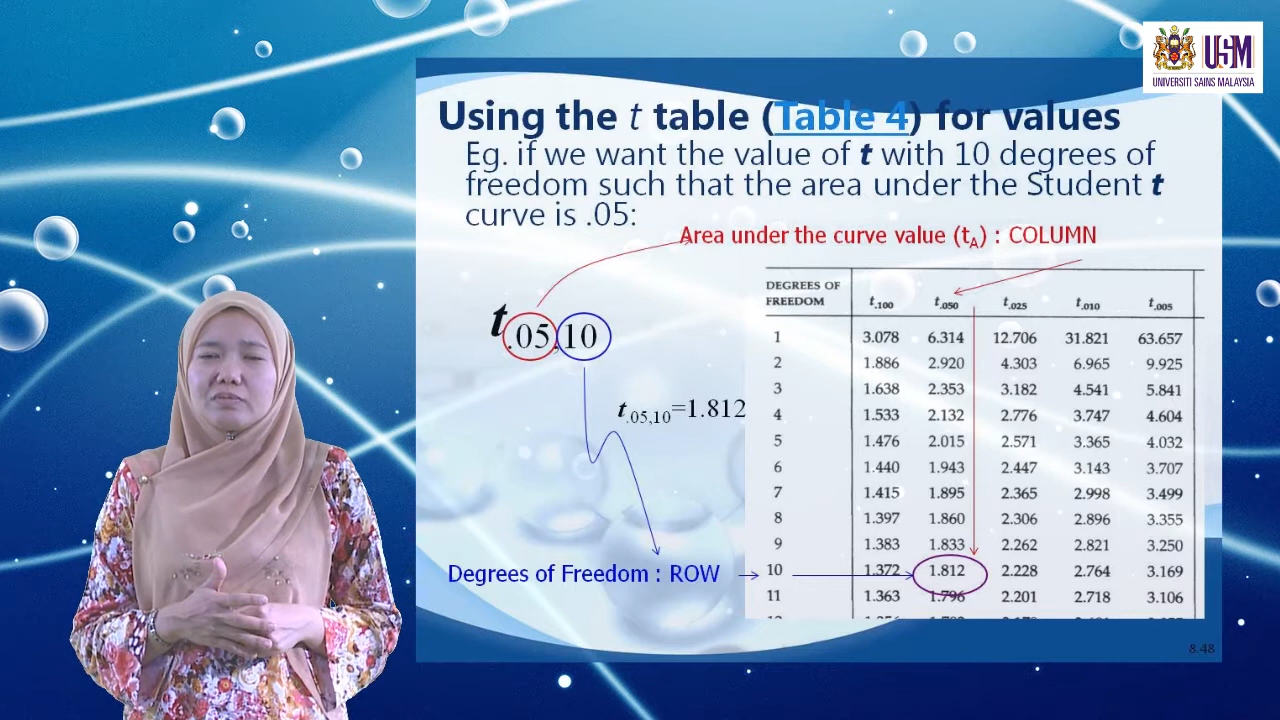 USM
UNIVERSITI SAINS MALAYSIA
Using the t table (Table 4) for values
Eg. if we want the value of t with 10 degrees of
freedom such that the area under the Student t
curve is .05:
Area under the curve value (tA) : COLUMN
t.05,10
t.05,10=1.812
Degrees of Freedom : ROW
DEGREES OF
FREEDOM t.100 t.050 t.025 t.010 t.005
1 3.078 6.314 12.706 31.821 63.657
2 1.886 2.920 4.303 6.965 9.925
3 1.638 2.353 3.182 4.541 5.841
4 1.533 2.132 2.776 3.747 4.604
5 1.476 2.015 2.571 3.365 4.032
6 1.440 1.943 2.447 3.143 3.707
7 1.415 1.895 2.365 2.998 3.499
8 1.397 1.860 2.306 2.896 3.355
9 1.383 1.833 2.262 2.821 3.250
10 1.372 1.812 2.228 2.764 3.169
11 1.363 1.796 2.201 2.718 3.106
8.48